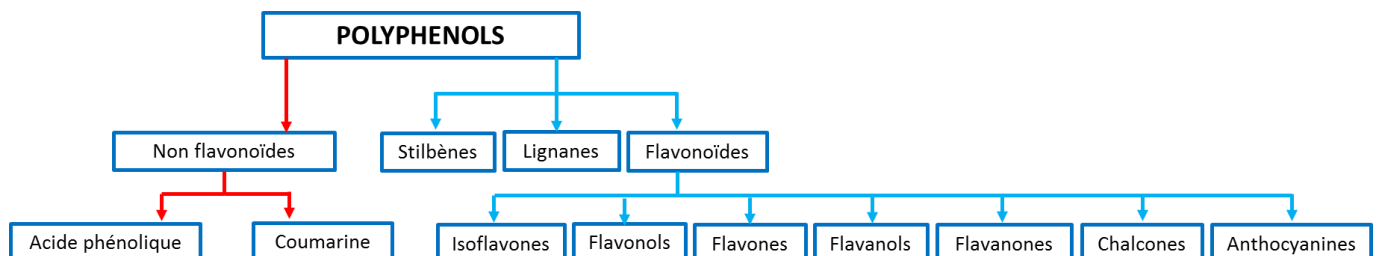 POLYPHENOLS
Non flavonoïdes
Stilbènes
Lignanes
Flavonoïdes
Acide phénolique
Coumarine
Isoflavones
Flavonols
Flavones
Flavanols
Flavanones
Chalcones
Anthocyanines